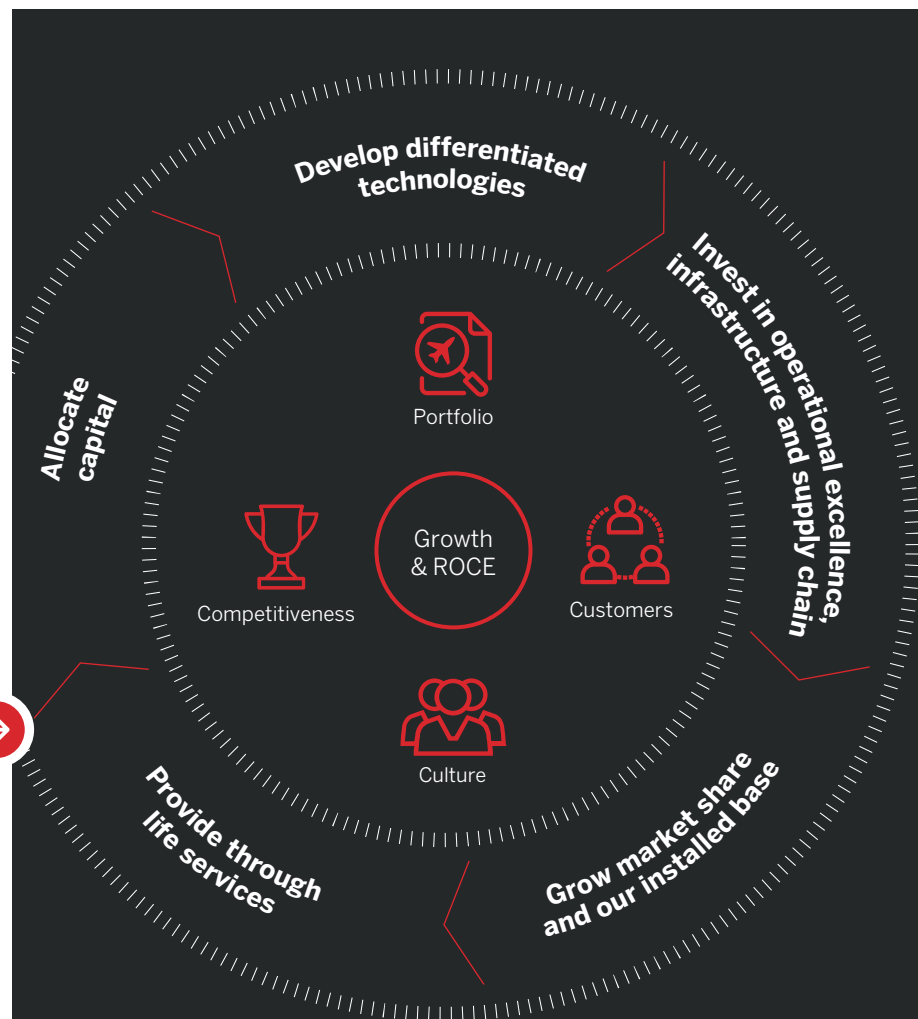 Develop differentiated
technologies
Invest in operational excellence,
infrastructure and supply chain
Grow market share
and our installed base
Provide through
life services
Allocate
capital
Portfolio
Growth
& ROCE
Competitiveness
Customers
Culture